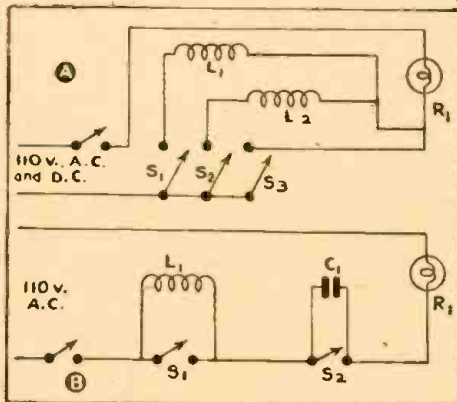 A
L₁
L₂
R₁
110 v. A.C.
and D.C.
S₁
S₂
S₃
L₁
C₁
R₁
110 v.
A.C.
S₁
S₂
B